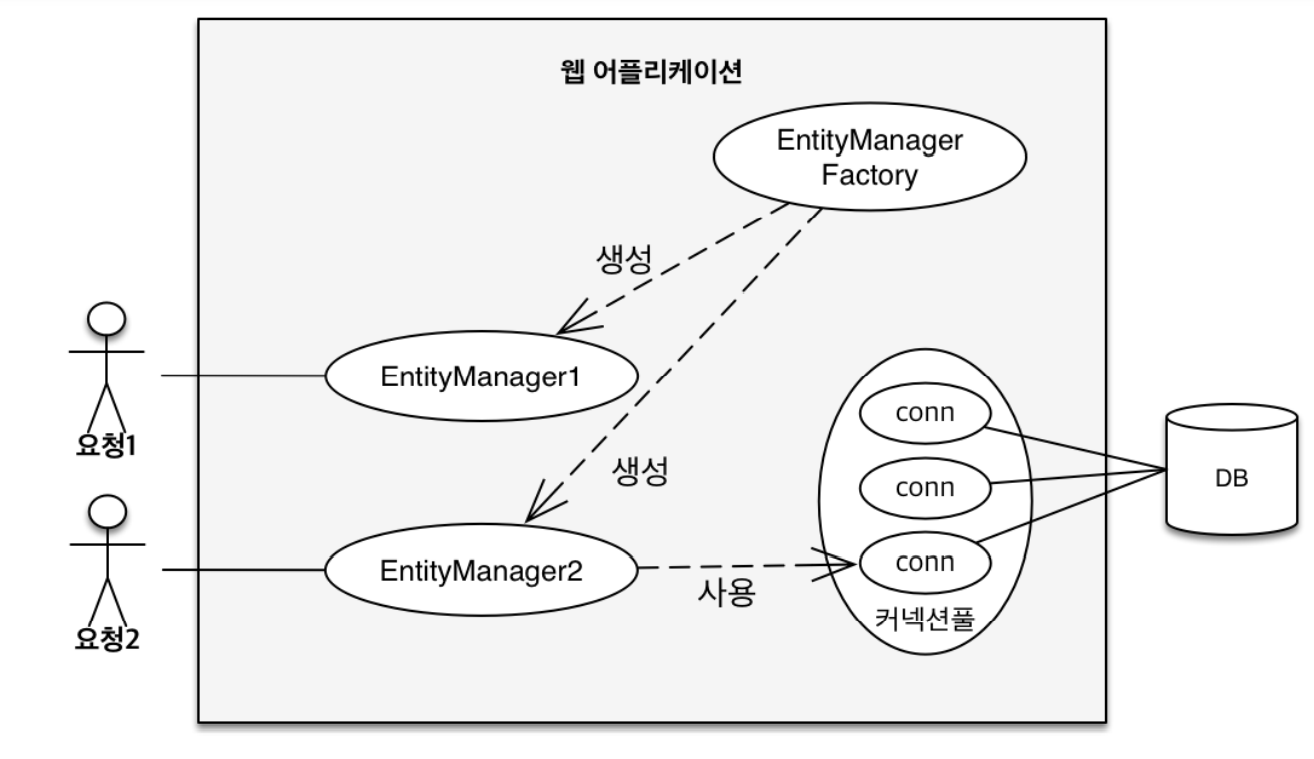 웹 어플리케이션
EntityManager
Factory
생성
EntityManager1
요청1
conn
conn
DB
생성
EntityManager2
conn
사용
커넥션풀
요청2